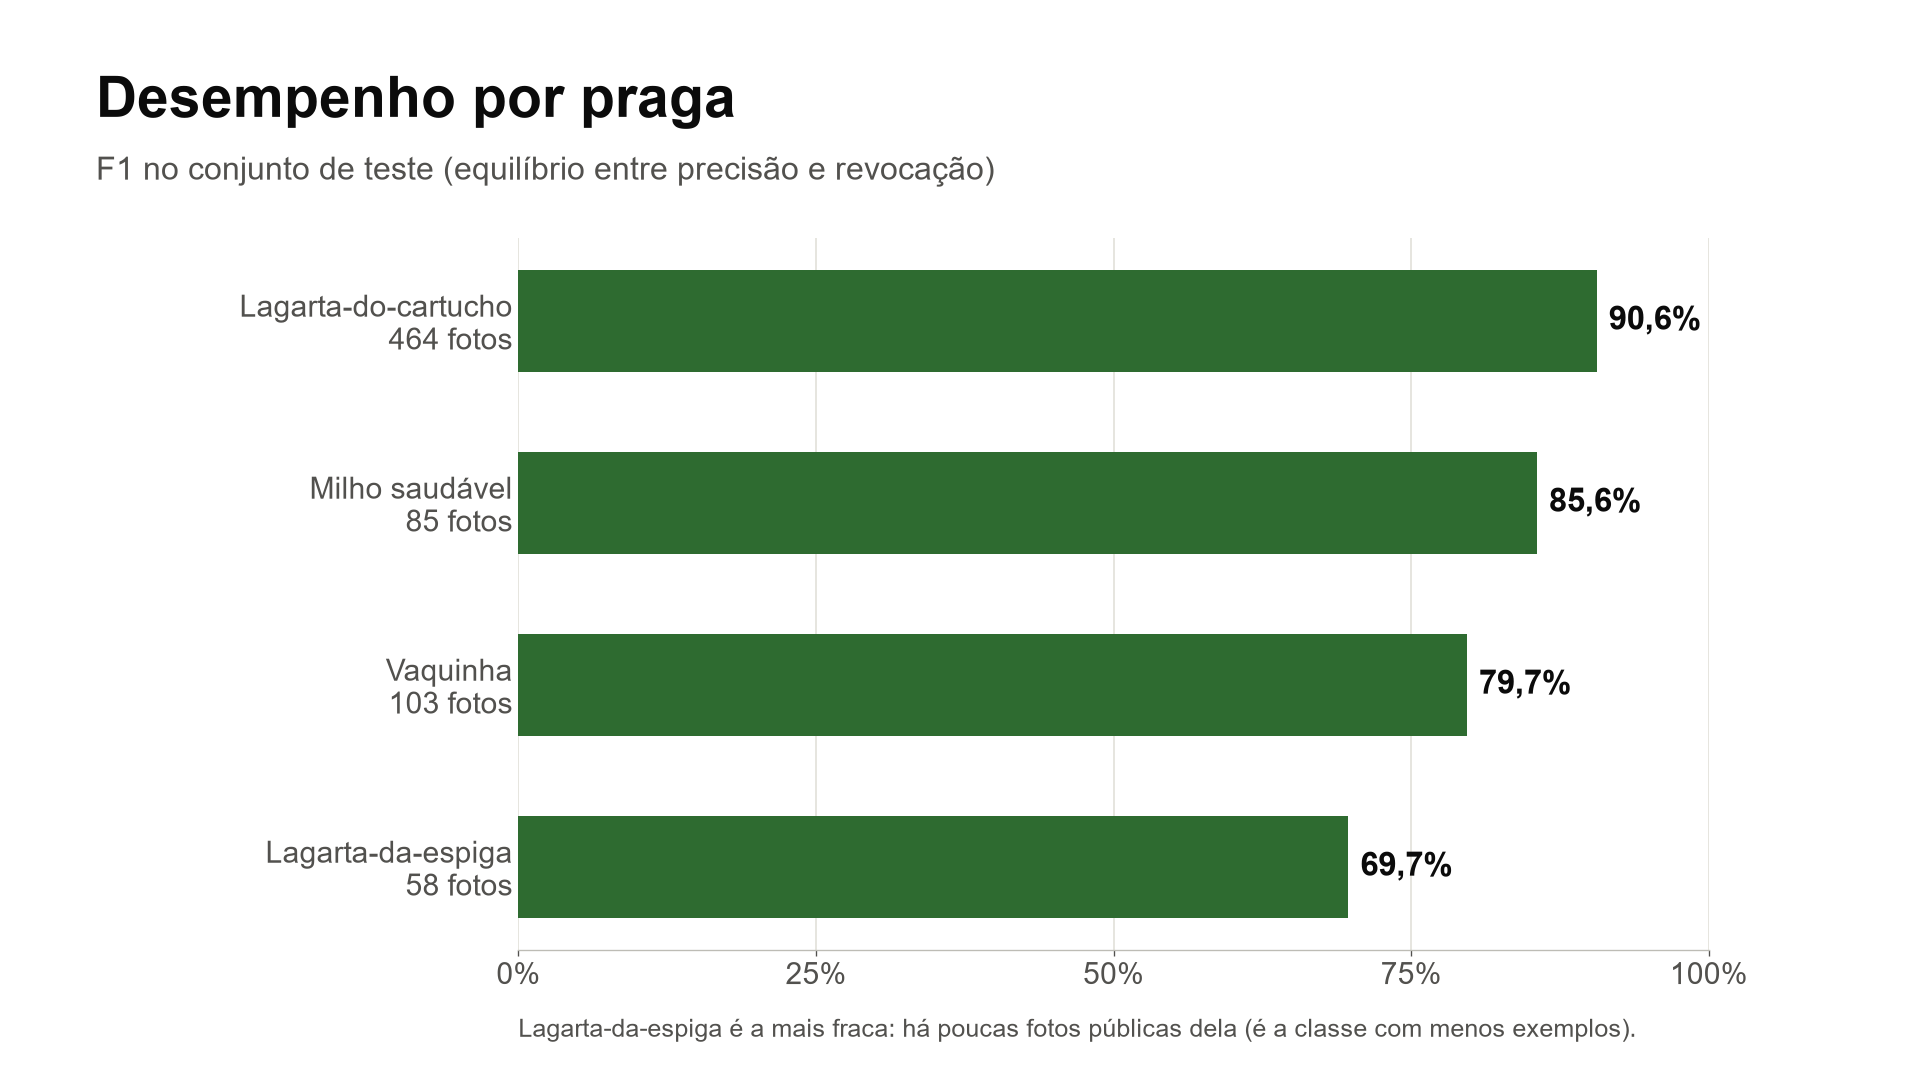 Desempenho por praga
F1 no conjunto de teste (equilíbrio entre precisão e revocação)
Lagarta-do-cartucho
464 fotos
90,6%
Milho saudável
85 fotos
85,6%
Vaquinha
103 fotos
79,7%
Lagarta-da-espiga
58 fotos
69,7%
0% 25% 50% 75% 100%
Lagarta-da-espiga é a mais fraca: há poucas fotos públicas dela (é a classe com menos exemplos).